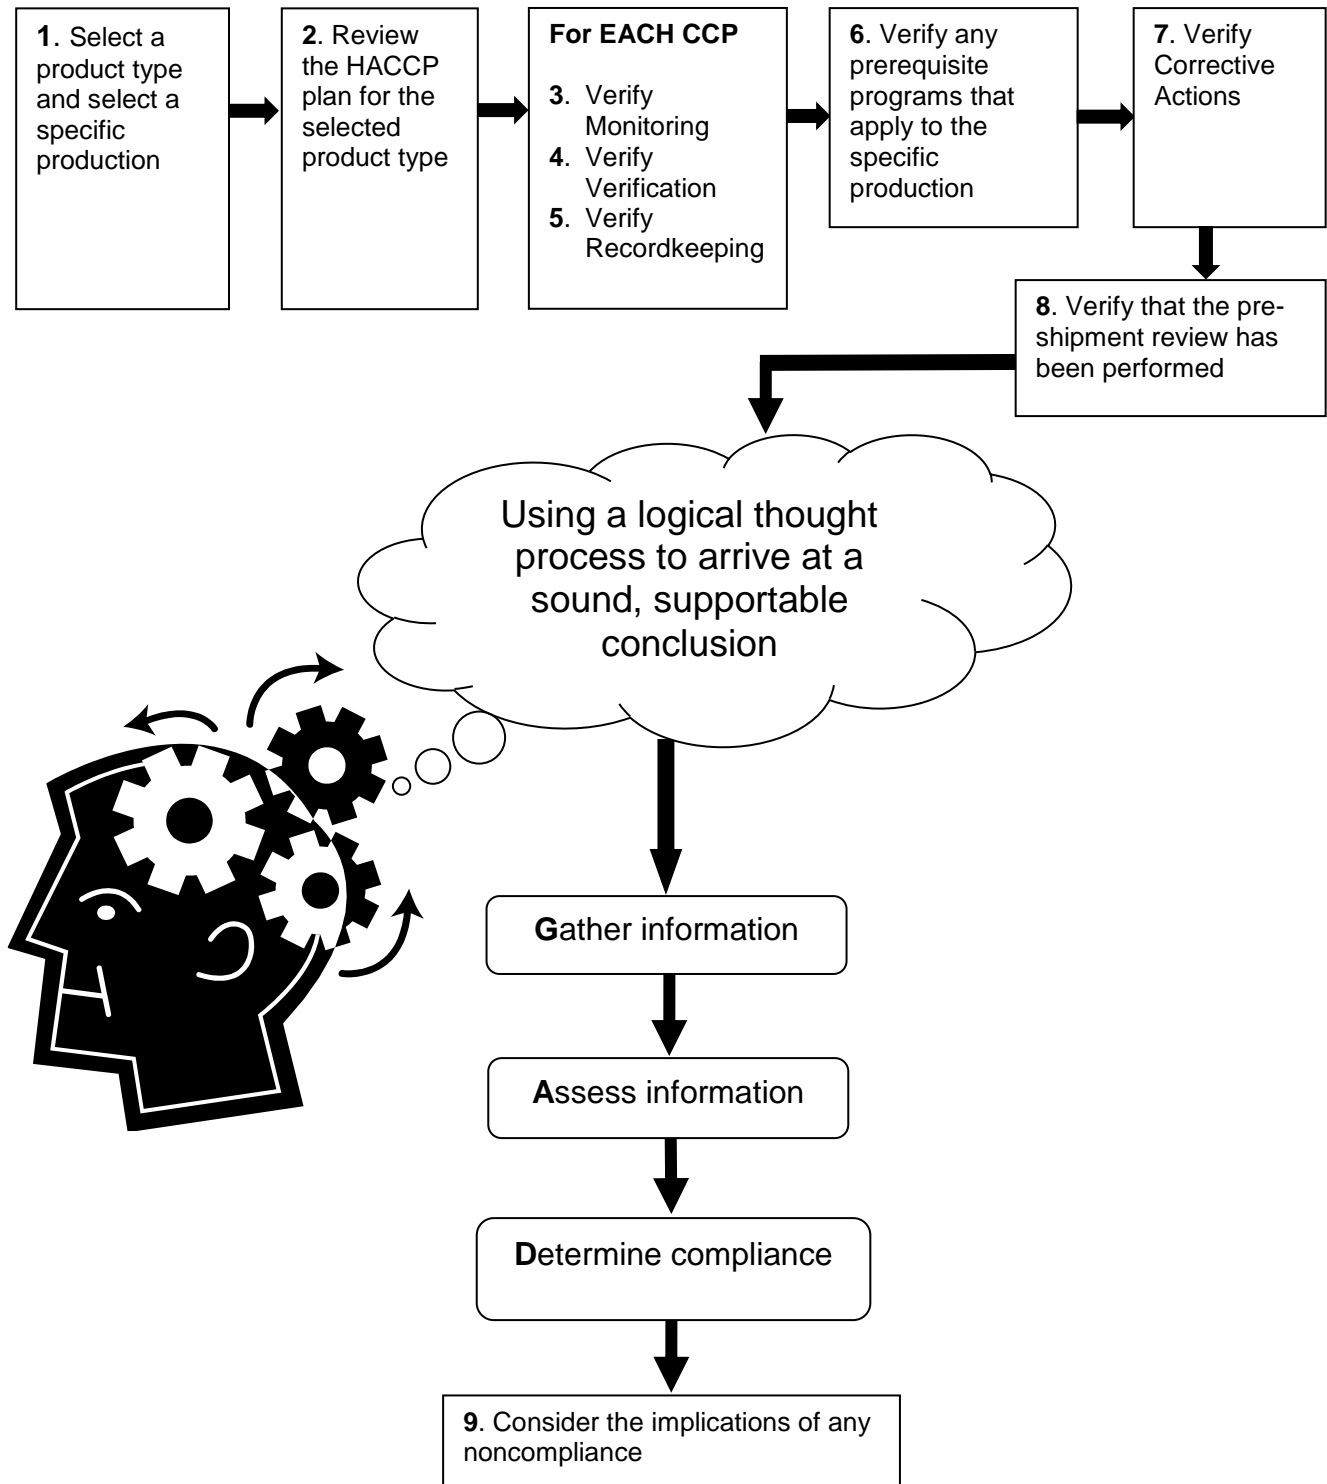 1. Select a
product type
and select a
specific
production
2. Review
the HACCP
plan for the
selected
product type
For EACH CCP
3. Verify
Monitoring
4. Verify
Verification
5. Verify
Recordkeeping
6. Verify any
prerequisite
programs that
apply to the
specific
production
7. Verify
Corrective
Actions
8. Verify that the pre-
shipment review has
been performed
Using a logical thought
process to arrive at a
sound, supportable
conclusion
Gather information
Assess information
Determine compliance
9. Consider the implications of any
noncompliance